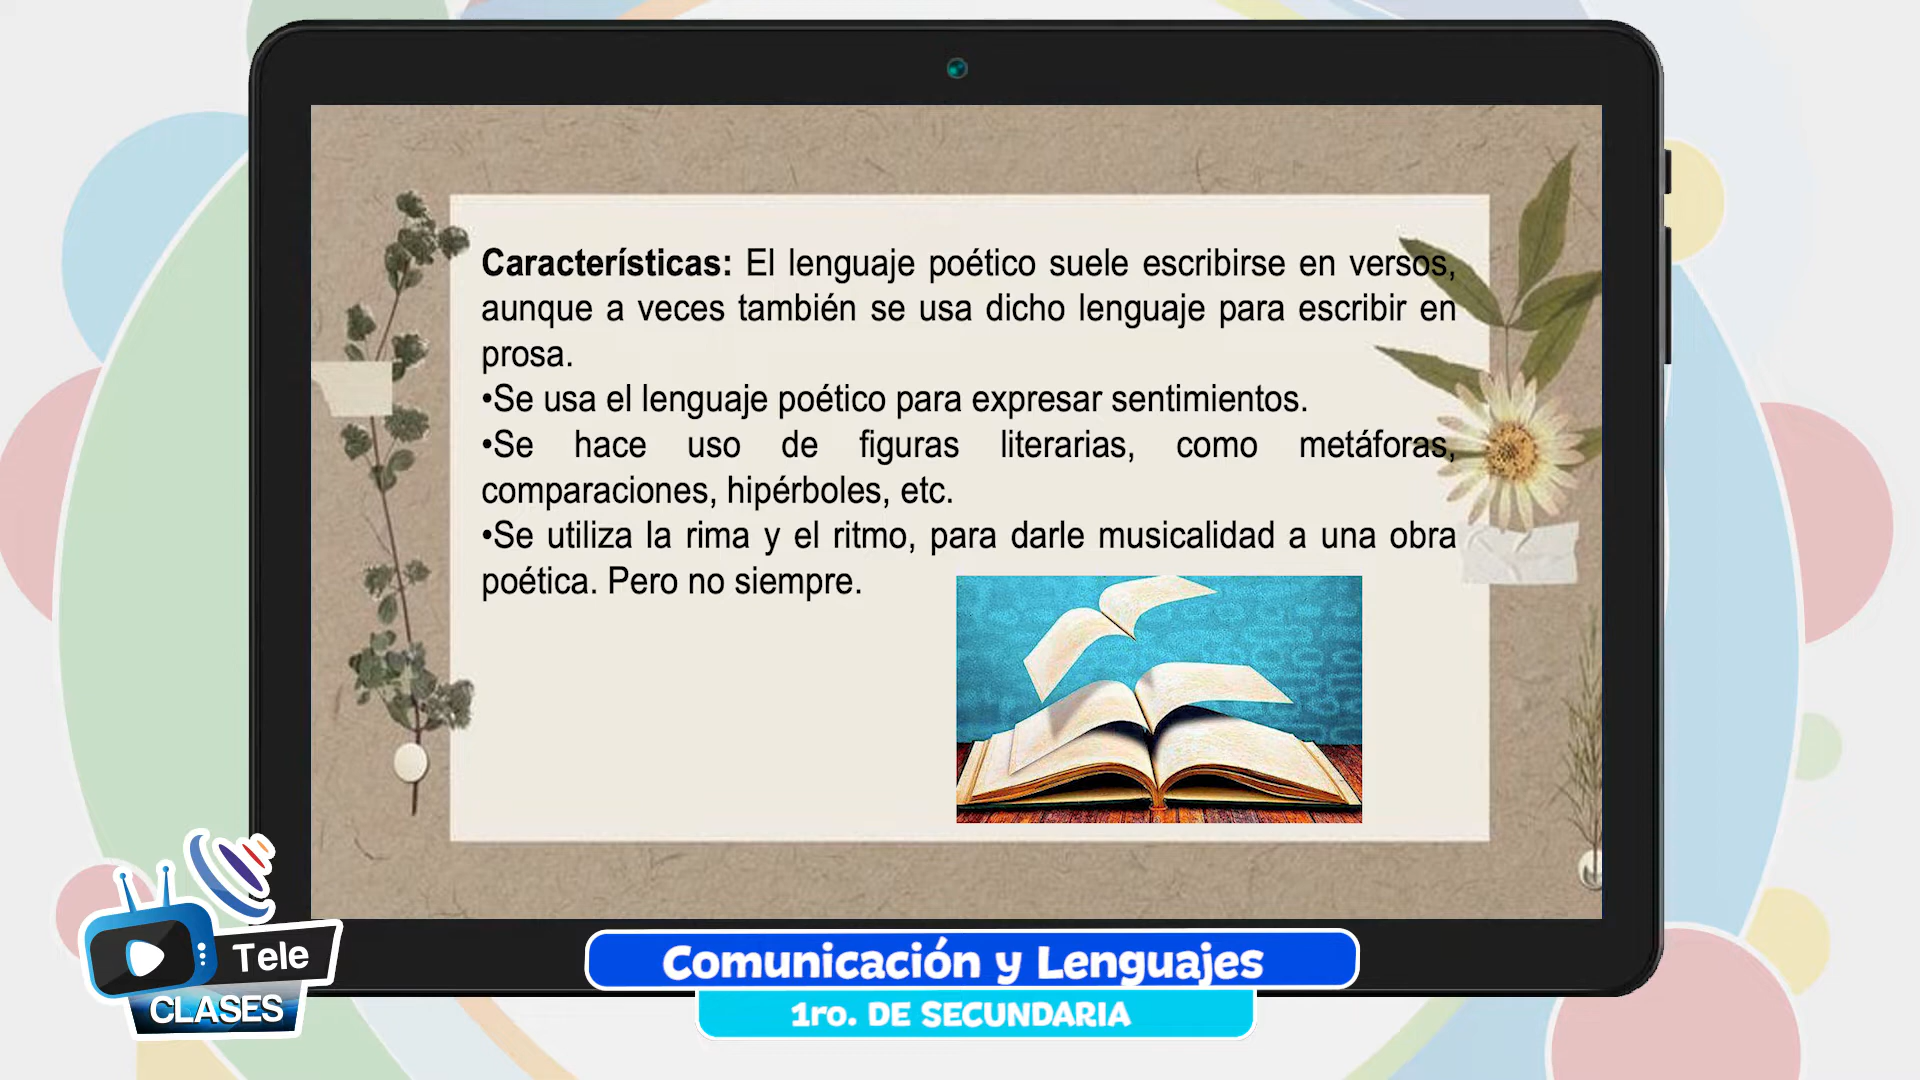 Características: El lenguaje poético suele escribirse en versos,
aunque a veces también se usa dicho lenguaje para escribir en
prosa.
•Se usa el lenguaje poético para expresar sentimientos.
•Se hace uso de figuras literarias, como metáforas,
comparaciones, hipérboles, etc.
•Se utiliza la rima y el ritmo, para darle musicalidad a una obra
poética. Pero no siempre.
Tele
CLASES
Comunicación y Lenguajes
1ro. DE SECUNDARIA